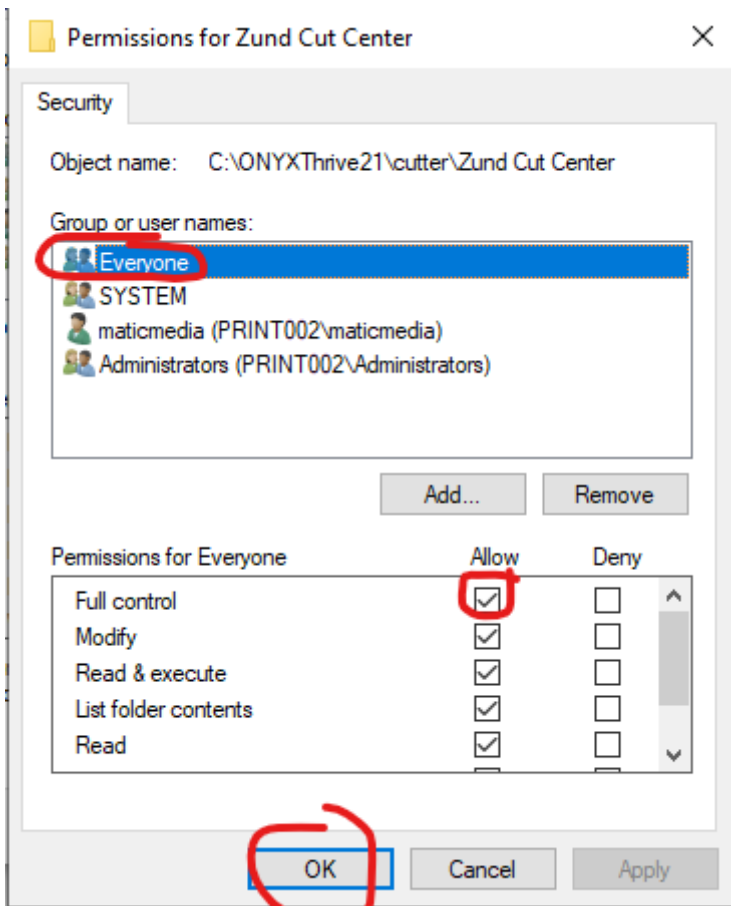 Permissions for Zund Cut Center
Security
Object name: C:\ONYXThrive21\cutter\Zund Cut Center
Group or user names:
Everyone
SYSTEM
maticmedia (PRINT002\maticmedia)
Administrators (PRINT002\Administrators)
Add... Remove
Permissions for Everyone Allow Deny
Full control
Modify
Read & execute
List folder contents
Read
OK Cancel Apply